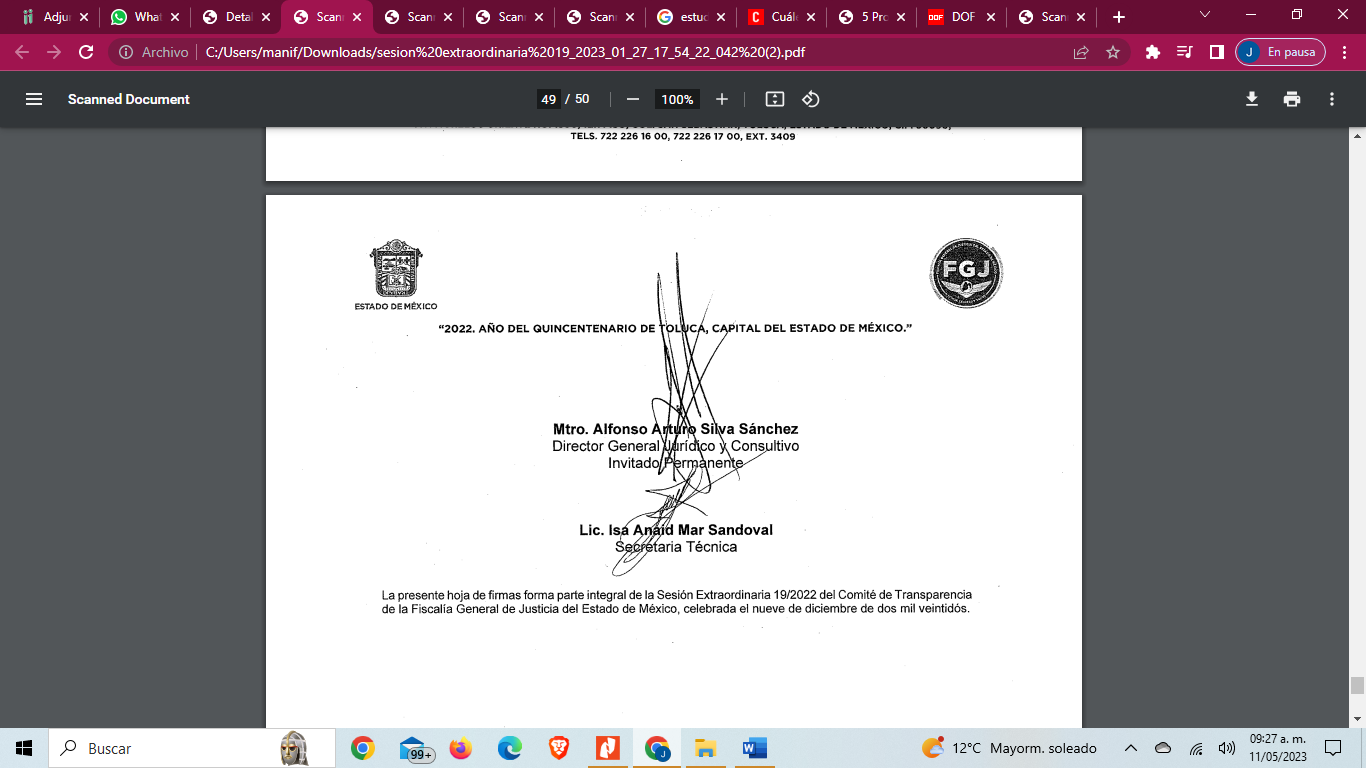 Adjun
What
Detal
Scan
Scan
Scan
Scan
estud
Cuále
5 Pro
DOF
DOF
Scan
Archivo
C:/Users/manif/Downloads/sesion%20extraordinaria%2019_2023_01_27_17_54_22_042%20(2).pdf
J
En pausa
Scanned Document
49 / 50
100%
TELS. 722 226 16 00, 722 226 17 00, EXT. 3409
ESTADO DE MÉXICO
FGJ
“2022. AÑO DEL QUINCENTENARIO DE TOLUCA, CAPITAL DEL ESTADO DE MÉXICO.”
Mtro. Alfonso Arturo Silva Sánchez
Director General Jurídico y Consultivo
Invitado Permanente
Lic. Isa Anaid Mar Sandoval
Secretaria Técnica
La presente hoja de firmas forma parte integral de la Sesión Extraordinaria 19/2022 del Comité de Transparencia
de la Fiscalía General de Justicia del Estado de México, celebrada el nueve de diciembre de dos mil veintidós.
Buscar
99+
J
12°C Mayorm. soleado
09:27 a. m.
11/05/2023